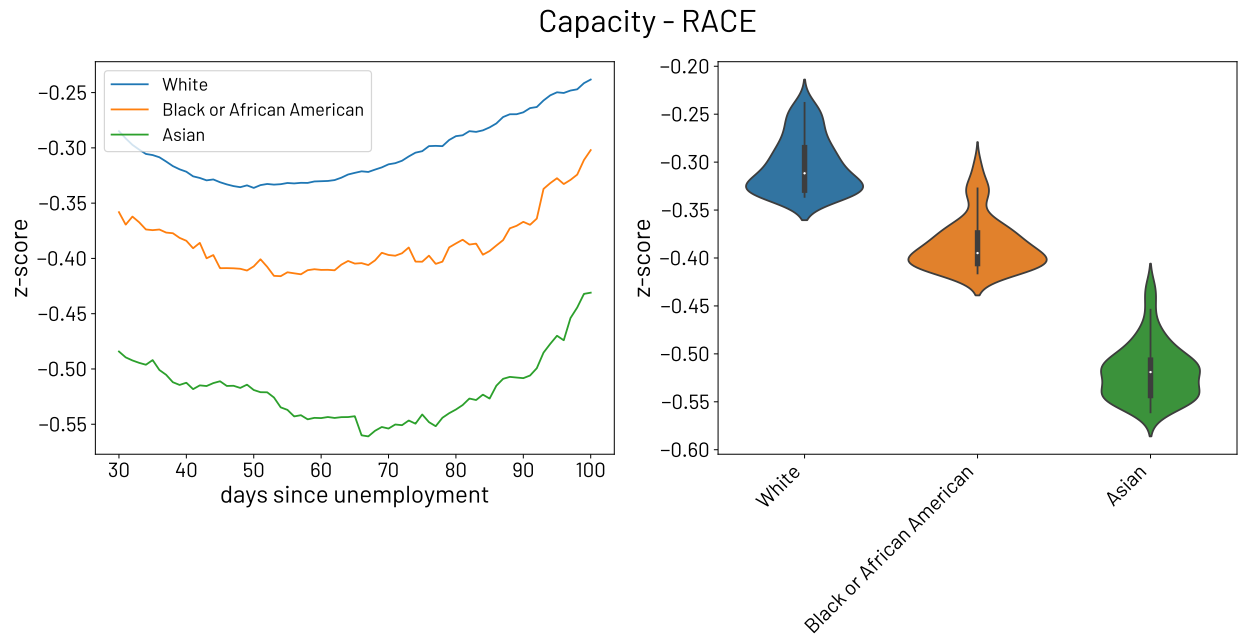 Capacity - RACE
White
Black or African American
Asian
−0.25
−0.30
−0.35
−0.40
−0.45
−0.50
−0.55
z-score
30 40 50 60 70 80 90 100
days since unemployment
−0.20
−0.25
−0.30
−0.35
−0.40
−0.45
−0.50
−0.55
−0.60
z-score
White
Black or African American
Asian